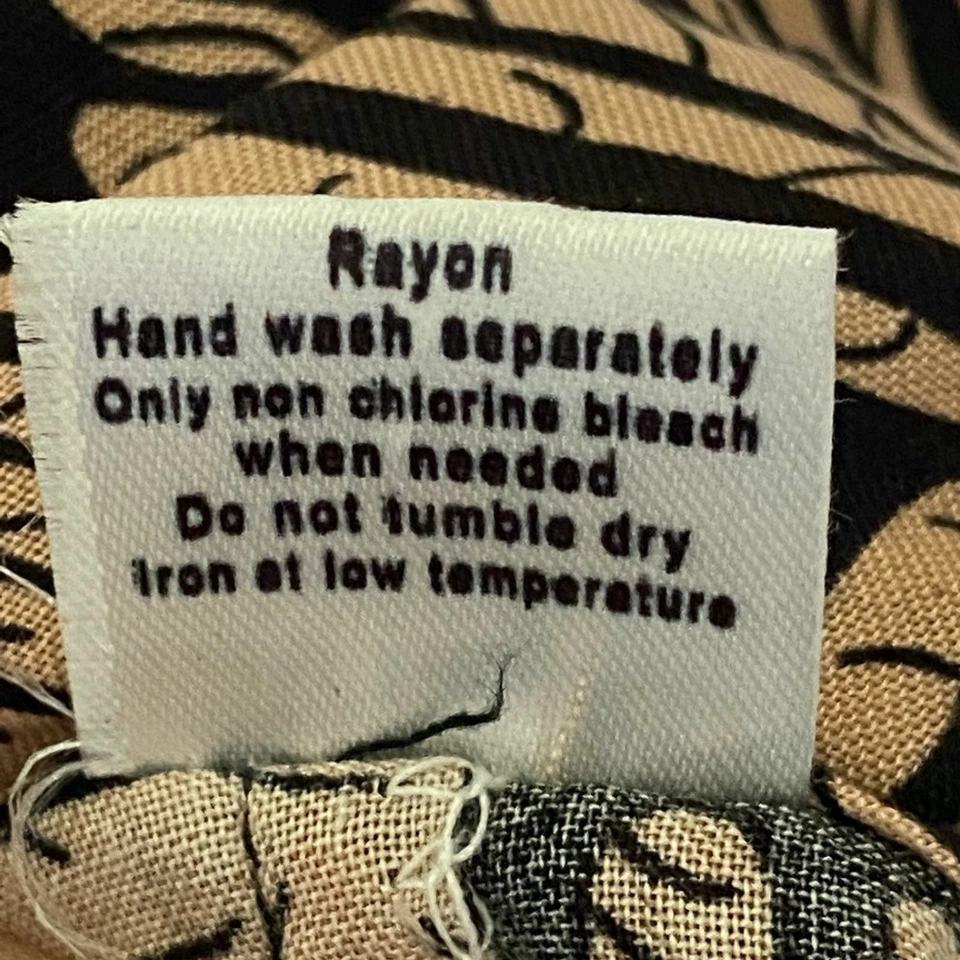 Rayon
Hand wash separately
Only non chlorine bleach
when needed
Do not tumble dry
Iron at low temperature